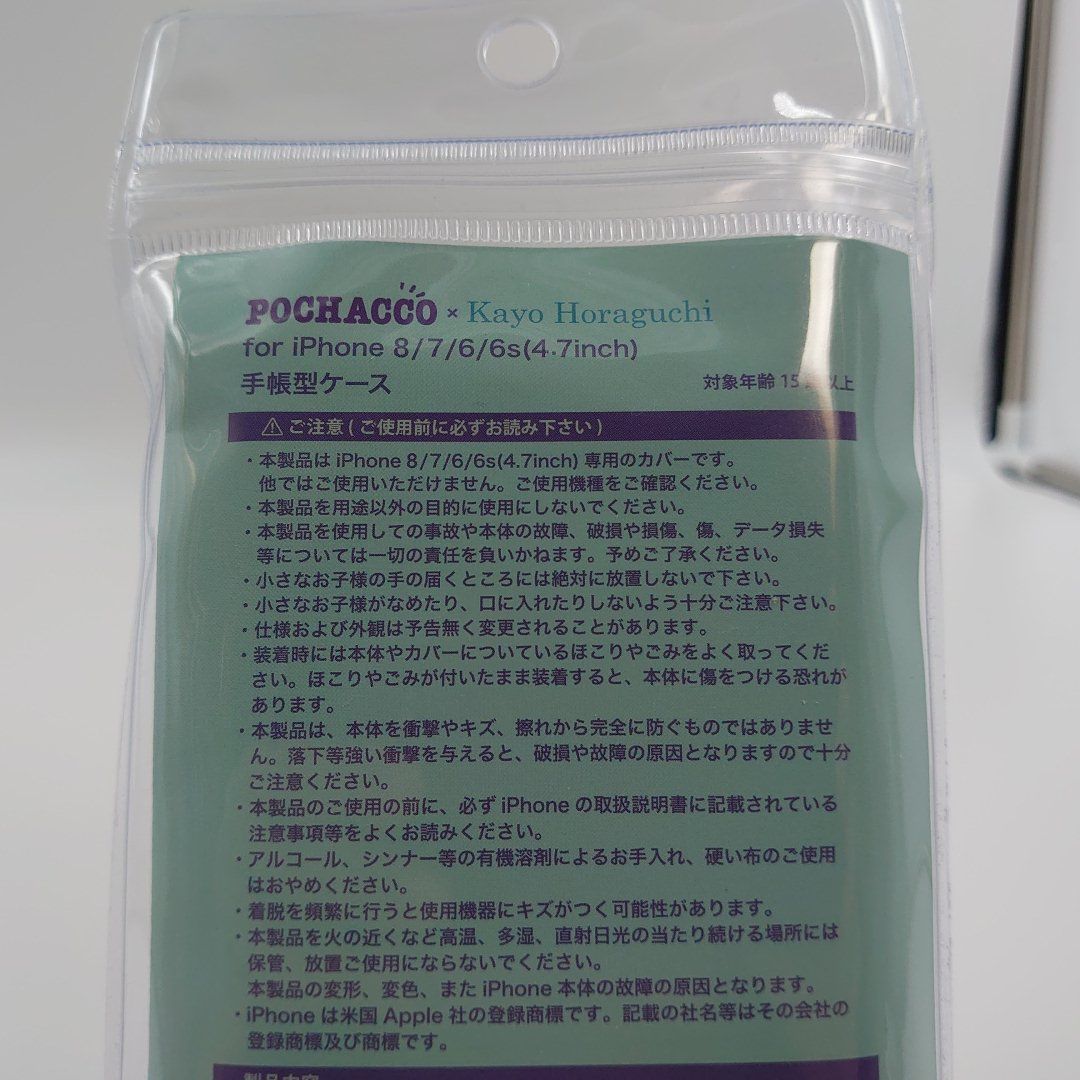 POCHACCO × Kayo Horaguchi
for iPhone 8/7/6/6s(4.7inch)
手帳型ケース
対象年齢 15 以上
⚠ ご注意 ( ご使用前に必ずお読み下さい )
・本製品は iPhone 8/7/6/6s(4.7inch) 専用のカバーです。
他ではご使用いただけません。ご使用機種をご確認ください。
・本製品を用途以外の目的に使用にしないでください。
・本製品を使用しての事故や本体の故障、破損や損傷、傷、データ損失
等については一切の責任を負いかねます。予めご了承ください。
・小さなお子様の手の届くところには絶対に放置しないで下さい。
・小さなお子様がなめたり、口に入れたりしないよう十分ご注意下さい。
・仕様および外観は予告無く変更されることがあります。
・装着時には本体やカバーについているほこりやごみをよく取ってくだ
さい。ほこりやごみが付いたまま装着すると、本体に傷をつける恐れが
あります。
・本製品は、本体を衝撃やキズ、擦れから完全に防ぐものではありませ
ん。落下等強い衝撃を与えると、破損や故障の原因となりますので十分
ご注意ください。
・本製品のご使用の前に、必ず iPhone の取扱説明書に記載されている
注意事項等をよくお読みください。
・アルコール、シンナー等の有機溶剤によるお手入れ、硬い布のご使用
はおやめください。
・着脱を頻繁に行うと使用機器にキズがつく可能性があります。
・本製品を火の近くなど高温、多湿、直射日光の当たり続ける場所には
保管、放置ご使用にならないでください。
本製品の変形、変色、また iPhone 本体の故障の原因となります。
・iPhone は米国 Apple 社の登録商標です。記載の社名等はその会社の
登録商標及び商標です。